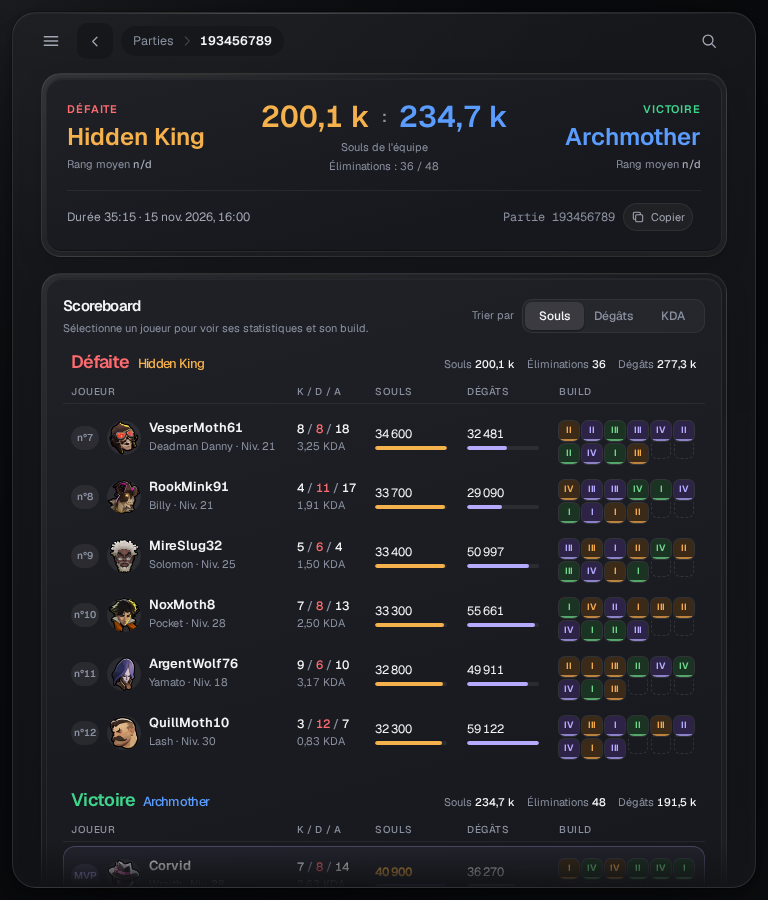 Parties > 193456789
DÉFAITE
Hidden King
Rang moyen n/d
200,1 k : 234,7 k
Souls de l'équipe
Éliminations : 36 / 48
VICTOIRE
Archmother
Rang moyen n/d
Durée 35:15 · 15 nov. 2026, 16:00
Partie 193456789 Copier
Scoreboard
Sélectionne un joueur pour voir ses statistiques et son build.
Trier par Souls Dégâts KDA
Défaite Hidden King Souls 200,1 k Éliminations 36 Dégâts 277,3 k
JOUEUR K / D / A SOULS DÉGÂTS BUILD
n°7 VesperMoth61 8 / 8 / 18 34 600 32 481 II II III III IV II
Deadman Danny · Niv. 21 3,25 KDA II IV I III
n°8 RookMink91 4 / 11 / 17 33 700 29 090 IV III III IV I IV
Billy · Niv. 21 1,91 KDA I I I II
n°9 MireSlug32 5 / 6 / 4 33 400 50 997 III III I II IV II
Solomon · Niv. 25 1,50 KDA III IV I I
n°10 NoxMoth8 7 / 8 / 13 33 300 55 661 I IV II I III II
Pocket · Niv. 28 2,50 KDA IV I II III
n°11 ArgentWolf76 9 / 6 / 10 32 800 49 911 II I III II IV IV
Yamato · Niv. 18 3,17 KDA IV I III
n°12 QuillMoth10 3 / 12 / 7 32 300 59 122 IV III I II III II
Lash · Niv. 30 0,83 KDA IV I III
Victoire Archmother Souls 234,7 k Éliminations 48 Dégâts 191,5 k
JOUEUR K / D / A SOULS DÉGÂTS BUILD
MVP Corvid 7 / 8 / 14 40 900 36 270 I IV IV II IV I